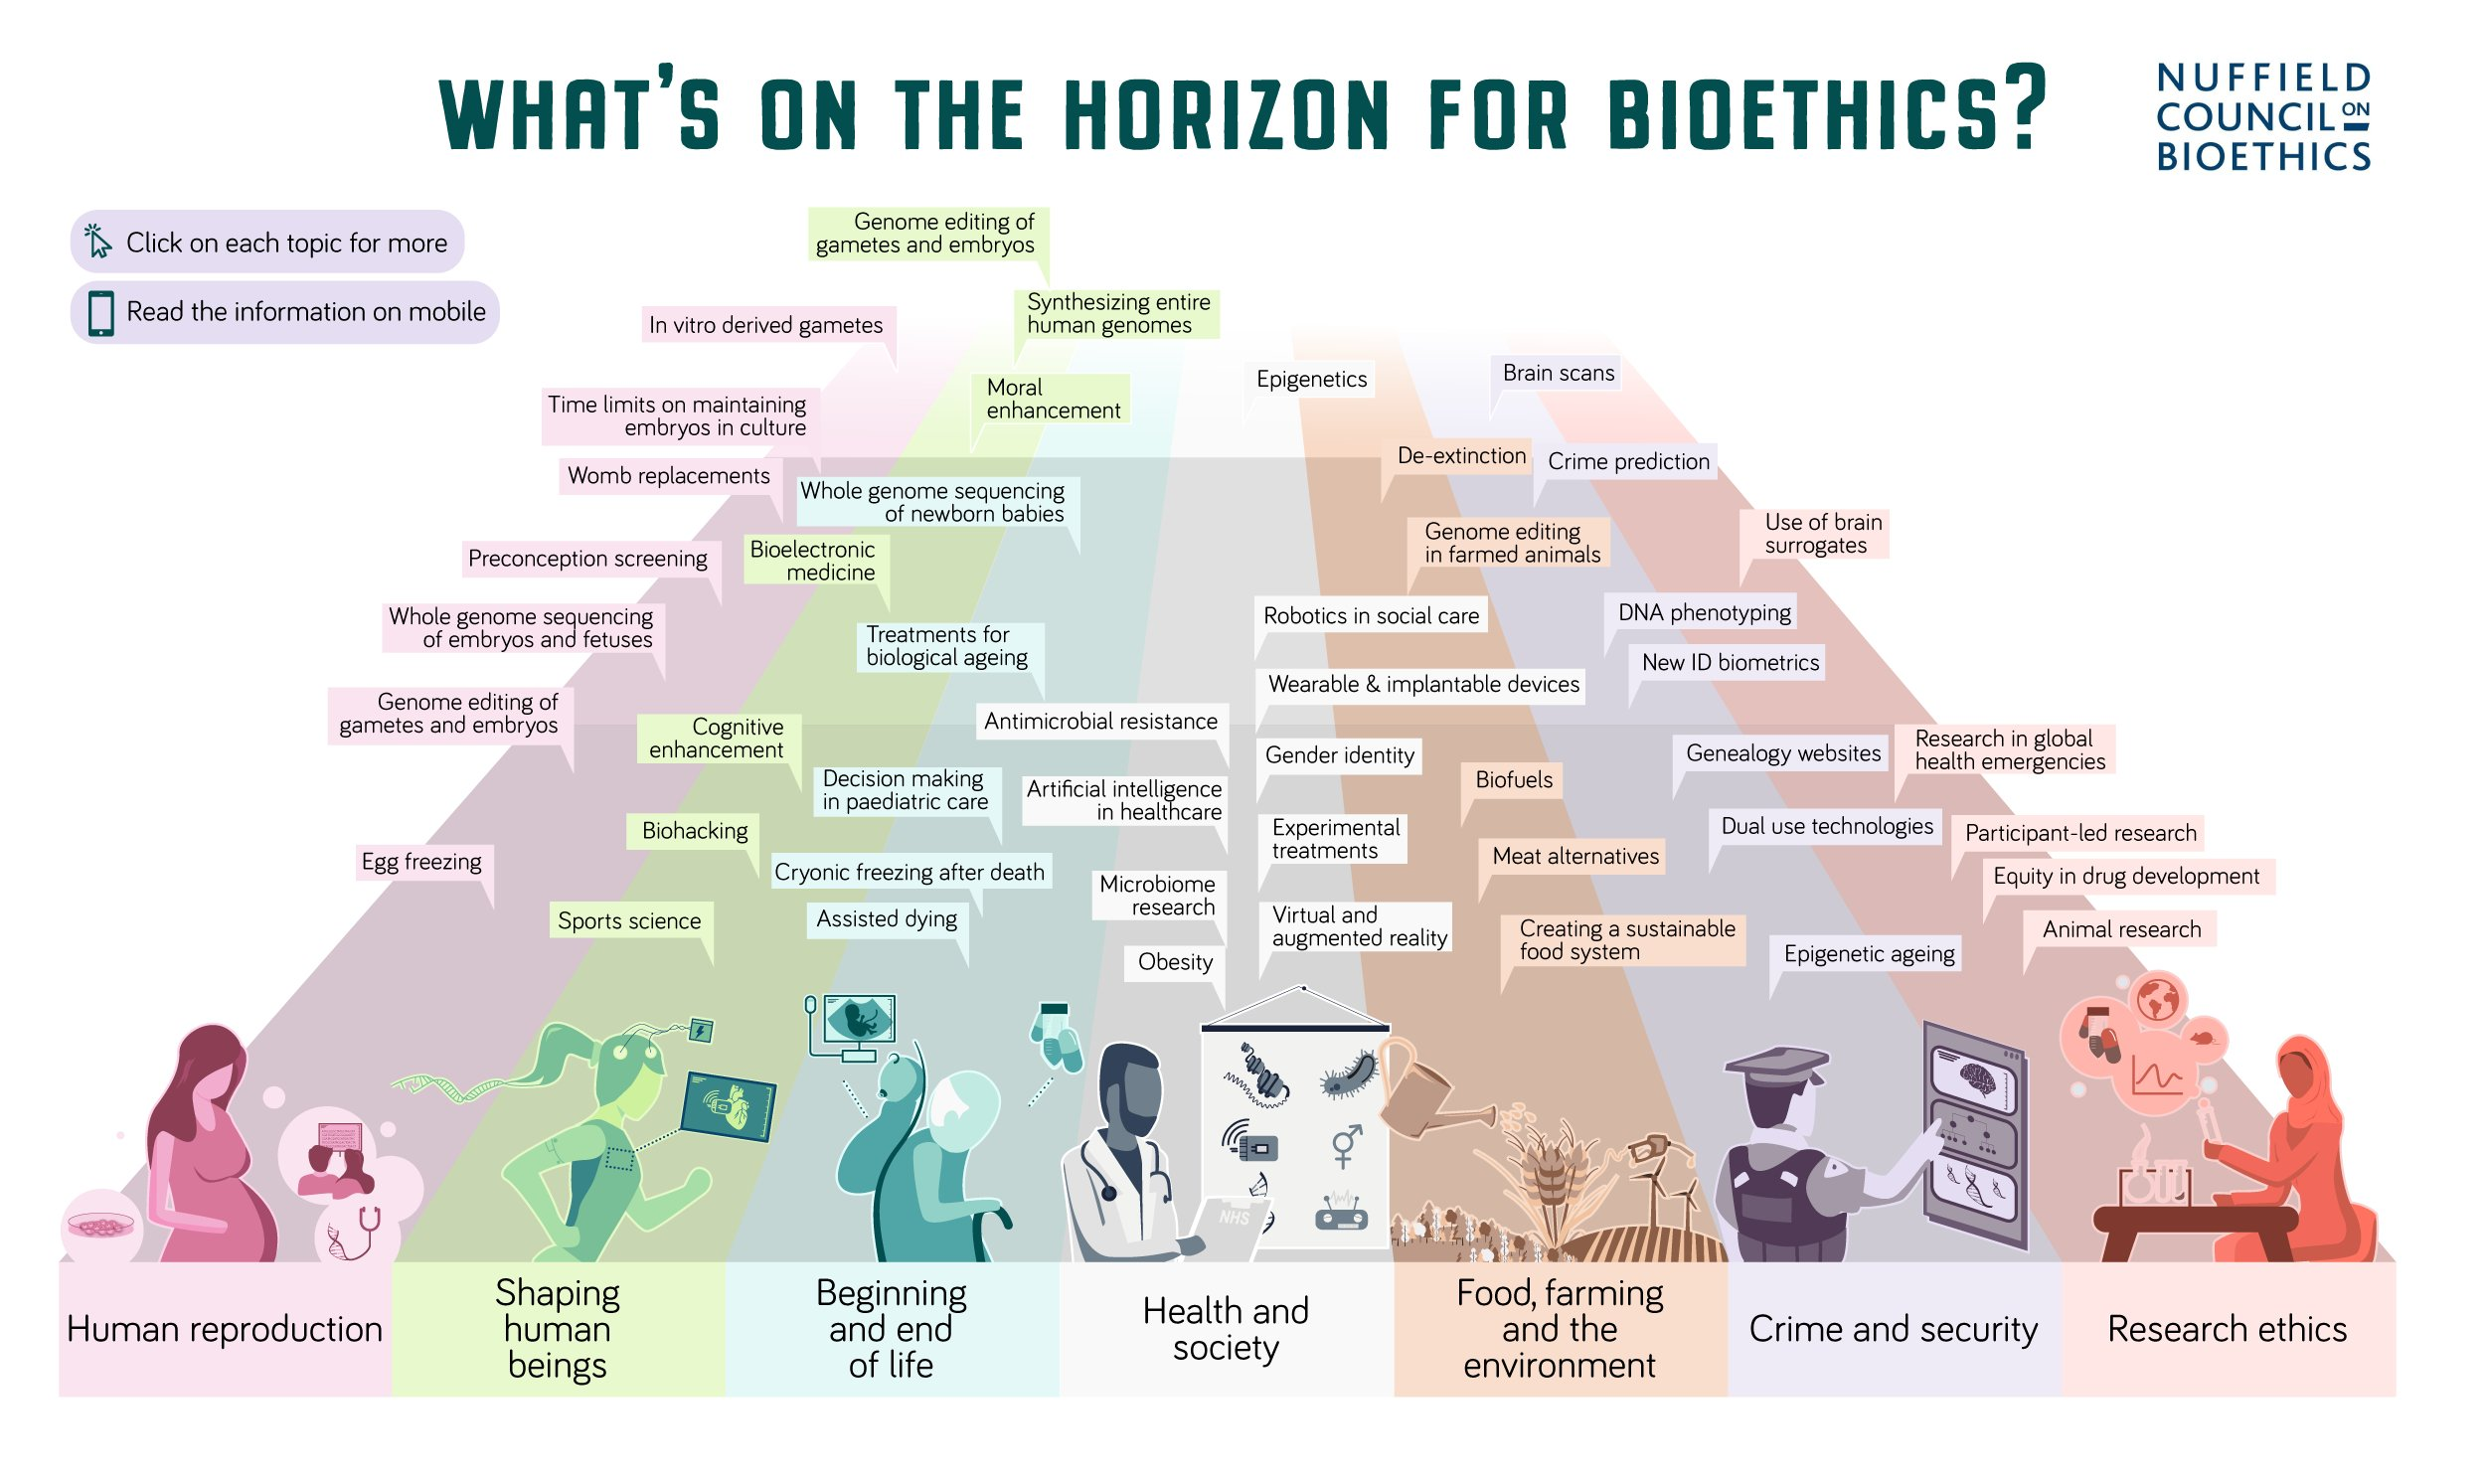 WHAT'S ON THE HORIZON FOR BIOETHICS?
NUFFIELD
COUNCIL ON
BIOETHICS
Click on each topic for more
Read the information on mobile
Genome editing of
gametes and embryos
Synthesizing entire
human genomes
In vitro derived gametes
Moral
enhancement
Epigenetics
Brain scans
Time limits on maintaining
embryos in culture
De-extinction
Crime prediction
Womb replacements
Whole genome sequencing
of newborn babies
Genome editing
in farmed animals
Use of brain
surrogates
Preconception screening
Bioelectronic
medicine
Whole genome sequencing
of embryos and fetuses
Treatments for
biological ageing
Robotics in social care
DNA phenotyping
New ID biometrics
Wearable & implantable devices
Genome editing of
gametes and embryos
Cognitive
enhancement
Antimicrobial resistance
Gender identity
Genealogy websites
Research in global
health emergencies
Decision making
in paediatric care
Artificial intelligence
in healthcare
Biofuels
Biohacking
Experimental
treatments
Dual use technologies
Participant-led research
Egg freezing
Cryonic freezing after death
Meat alternatives
Equity in drug development
Microbiome
research
Sports science
Assisted dying
Virtual and
augmented reality
Creating a sustainable
food system
Animal research
Obesity
Epigenetic ageing
NHS
Human reproduction
Shaping
human
beings
Beginning
and end
of life
Health and
society
Food, farming
and the
environment
Crime and security
Research ethics